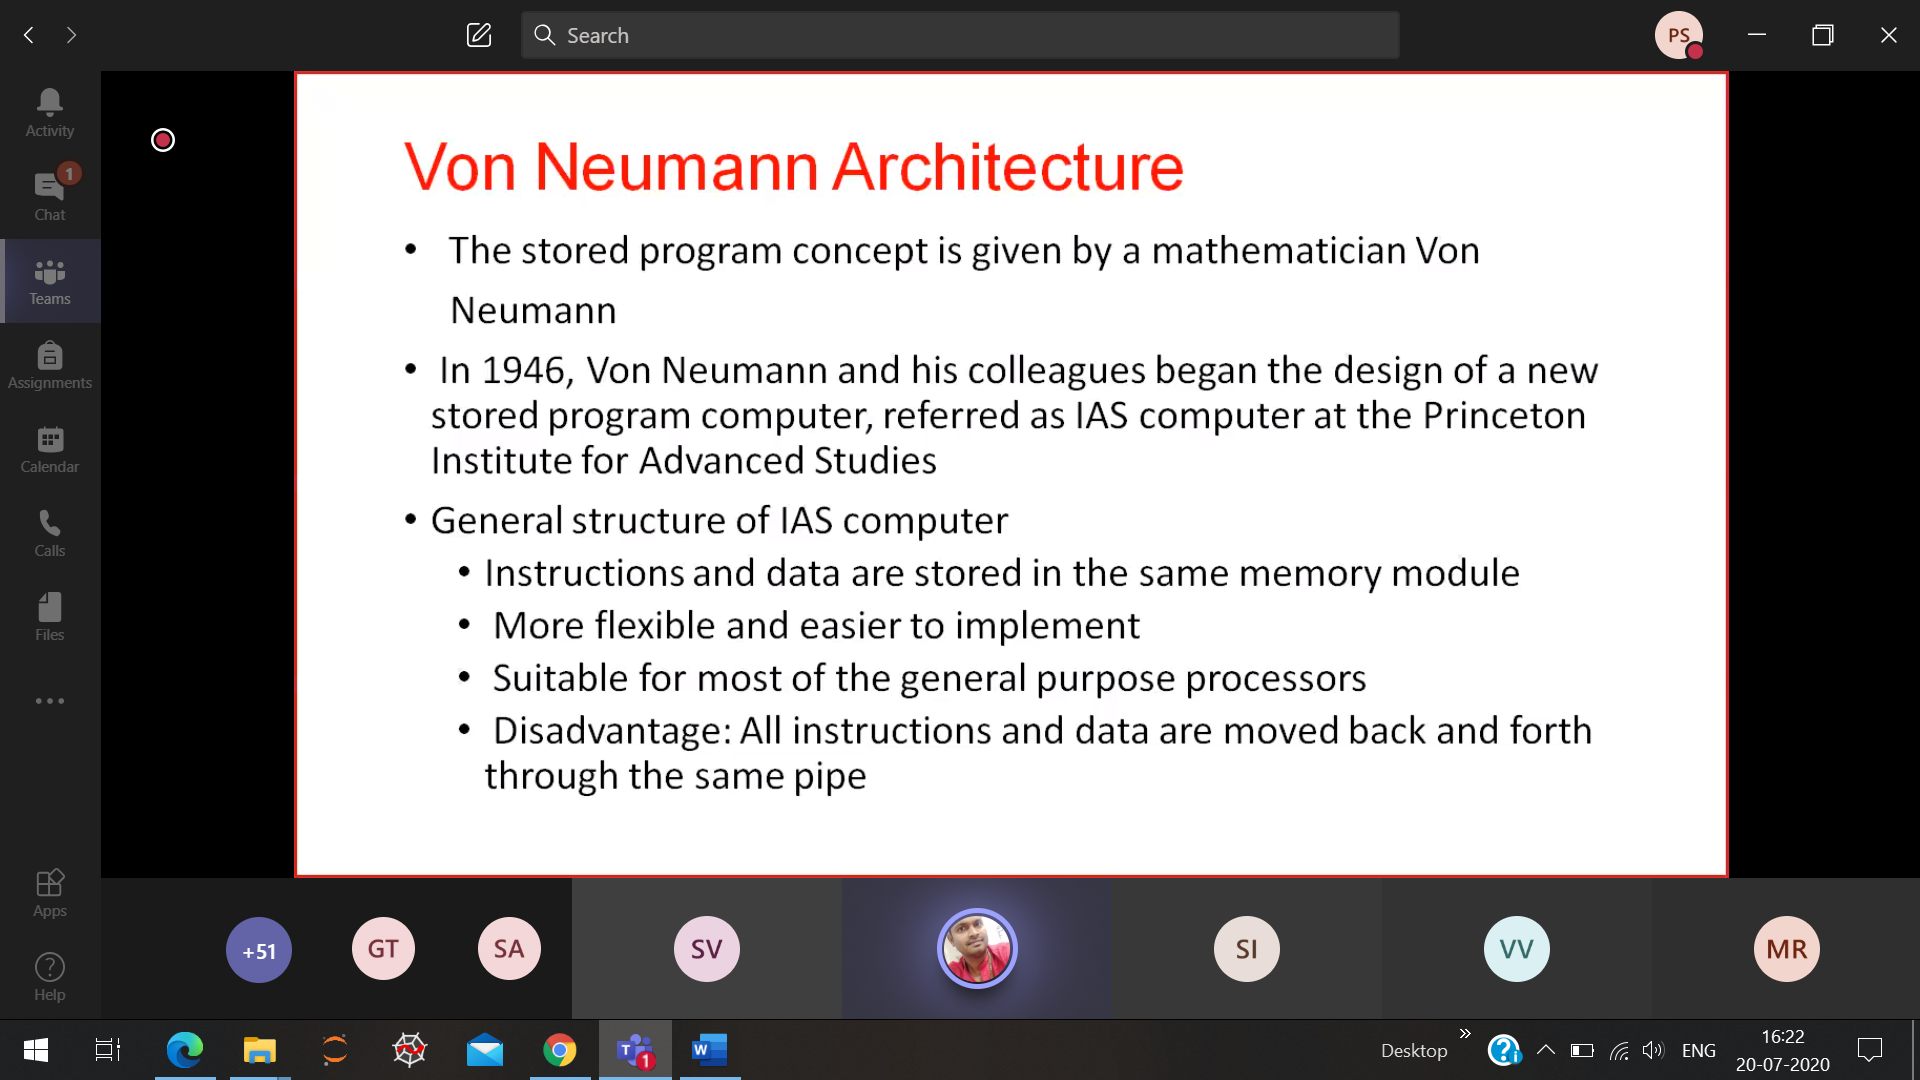 Search
PS
Activity
1
Chat
Teams
Assignments
Calendar
Calls
Files
Apps
Help
Von Neumann Architecture
• The stored program concept is given by a mathematician Von
Neumann
• In 1946, Von Neumann and his colleagues began the design of a new
stored program computer, referred as IAS computer at the Princeton
Institute for Advanced Studies
• General structure of IAS computer
• Instructions and data are stored in the same memory module
• More flexible and easier to implement
• Suitable for most of the general purpose processors
• Disadvantage: All instructions and data are moved back and forth
through the same pipe
+51
GT
SA
SV
SI
VV
MR
T
1
W
Desktop
ENG
16:22
20-07-2020